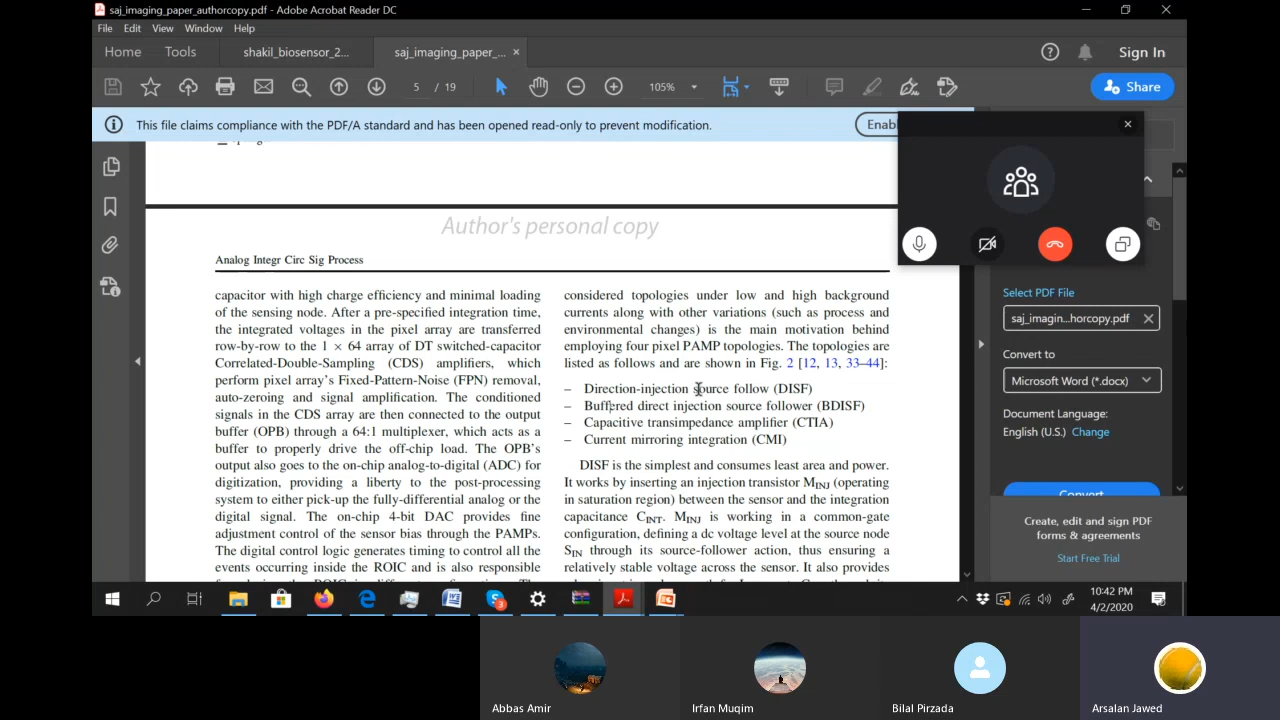 saj_imaging_paper_authorcopy.pdf - Adobe Acrobat Reader DC
File Edit View Window Help
Home Tools shakil_biosensor_2... saj_imaging_paper_... × Sign In
5 / 19 105% Share
This file claims compliance with the PDF/A standard and has been opened read-only to prevent modification. Enab
Author's personal copy
Analog Integr Circ Sig Process
capacitor with high charge efficiency and minimal loading
of the sensing node. After a pre-specified integration time,
the integrated voltages in the pixel array are transferred
row-by-row to the 1 × 64 array of DT switched-capacitor
Correlated-Double-Sampling (CDS) amplifiers, which
perform pixel array's Fixed-Pattern-Noise (FPN) removal,
auto-zeroing and signal amplification. The conditioned
signals in the CDS array are then connected to the output
buffer (OPB) through a 64:1 multiplexer, which acts as a
buffer to properly drive the off-chip load. The OPB's
output also goes to the on-chip analog-to-digital (ADC) for
digitization, providing a liberty to the post-processing
system to either pick-up the fully-differential analog or the
digital signal. The on-chip 4-bit DAC provides fine
adjustment control of the sensor bias through the PAMPs.
The digital control logic generates timing to control all the
events occurring inside the ROIC and is also responsible
considered topologies under low and high background
currents along with other variations (such as process and
environmental changes) is the main motivation behind
employing four pixel PAMP topologies. The topologies are
listed as follows and are shown in Fig. 2 [12, 13, 33–44]:
– Direction-injection source follow (DISF)
– Buffered direct injection source follower (BDISF)
– Capacitive transimpedance amplifier (CTIA)
– Current mirroring integration (CMI)
DISF is the simplest and consumes least area and power.
It works by inserting an injection transistor MINJ (operating
in saturation region) between the sensor and the integration
capacitance CINT. MINJ is working in a common-gate
configuration, defining a dc voltage level at the source node
SIN through its source-follower action, thus ensuring a
relatively stable voltage across the sensor. It also provides
Select PDF File
saj_imagin...horcopy.pdf
Convert to
Microsoft Word (*.docx)
Document Language:
English (U.S.) Change
Convert
Create, edit and sign PDF
forms & agreements
Start Free Trial
10:42 PM
4/2/2020
Abbas Amir
Irfan Muqim
Bilal Pirzada
Arsalan Jawed